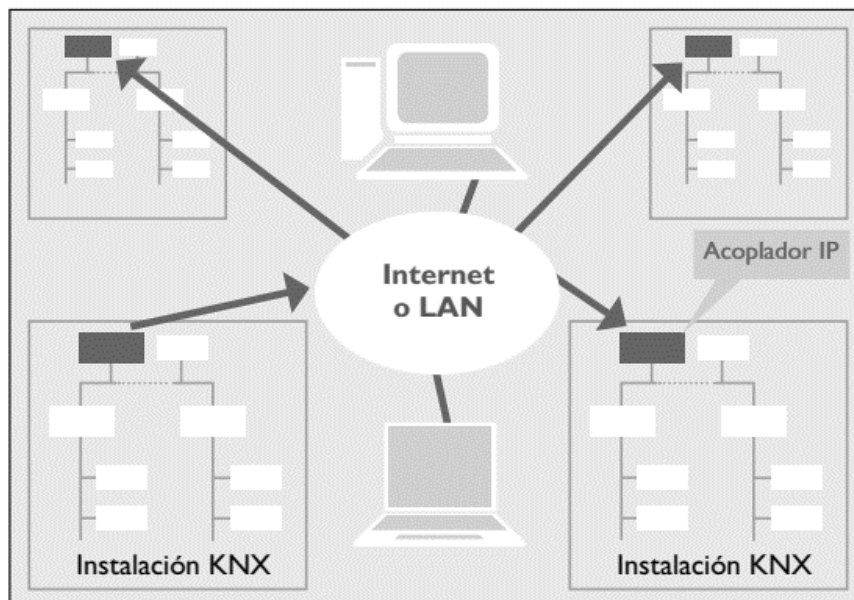 Acoplador IP
Internet
o LAN
Instalación KNX
Instalación KNX